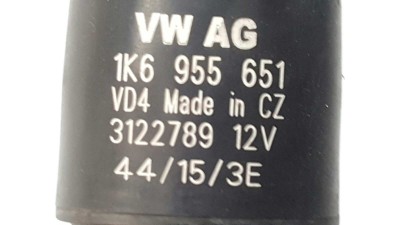 VW AG
1K6 955 651
VD4 Made in CZ
3122789 12V
44/15/3E